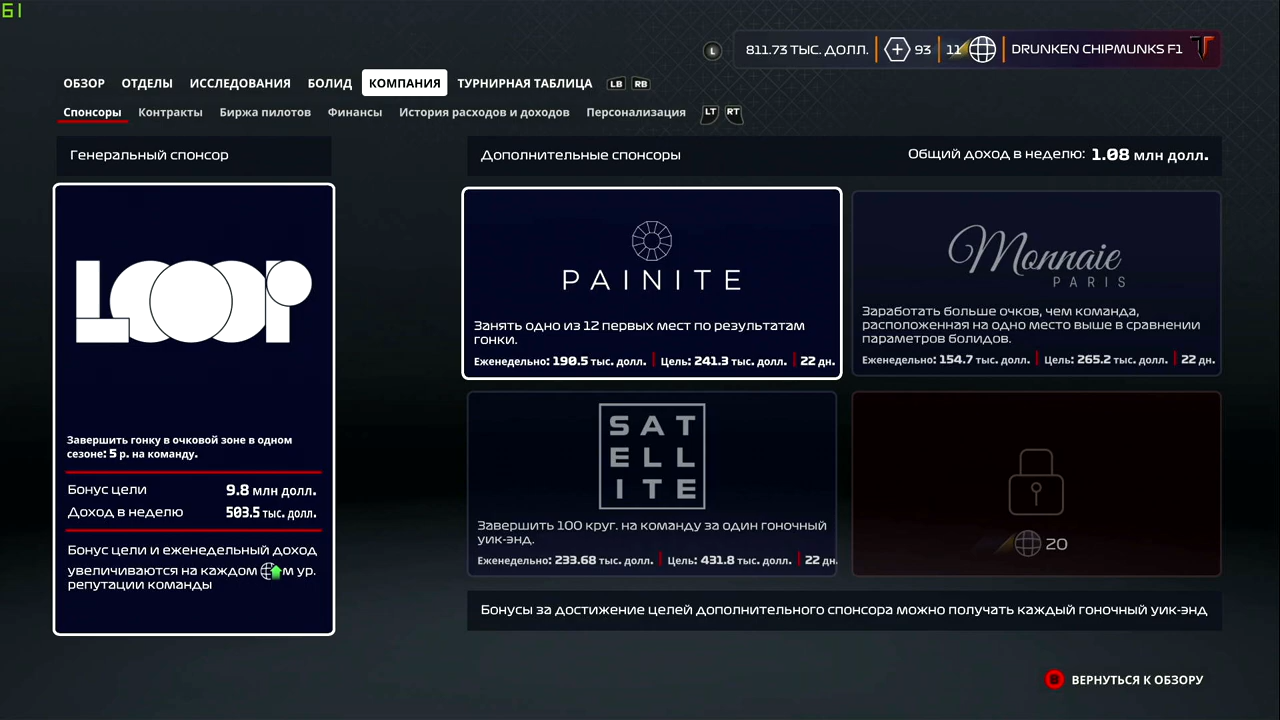 61
L
811.73 ТЫС. ДОЛЛ.
93
11
DRUNKEN CHIPMUNKS F1
ОБЗОР
ОТДЕЛЫ
ИССЛЕДОВАНИЯ
БОЛИД
КОМПАНИЯ
ТУРНИРНАЯ ТАБЛИЦА
LB
RB
Спонсоры
Контракты
Биржа пилотов
Финансы
История расходов и доходов
Персонализация
LT
RT
Генеральный спонсор
Дополнительные спонсоры
Общий доход в неделю: 1.08 млн долл.
LOOP
Завершить гонку в очковой зоне в одном
сезоне: 5 р. на команду.
Бонус цели
9.8 млн долл.
Доход в неделю
503.5 тыс. долл.
Бонус цели и еженедельный доход
увеличиваются на каждом м ур.
репутации команды
PAINITE
Занять одно из 12 первых мест по результатам
гонки.
Еженедельно: 190.5 тыс. долл.
Цель: 241.3 тыс. долл.
22 дн.
Monnaie
PARIS
Заработать больше очков, чем команда,
расположенная на одно место выше в сравнении
параметров болидов.
Еженедельно: 154.7 тыс. долл.
Цель: 265.2 тыс. долл.
22 дн.
SAT
ELL
ITE
Завершить 100 круг. на команду за один гоночный
уик-энд.
Еженедельно: 233.68 тыс. долл.
Цель: 431.8 тыс. долл.
22 дн.
20
Бонусы за достижение целей дополнительного спонсора можно получать каждый гоночный уик-энд
B
ВЕРНУТЬСЯ К ОБЗОРУ